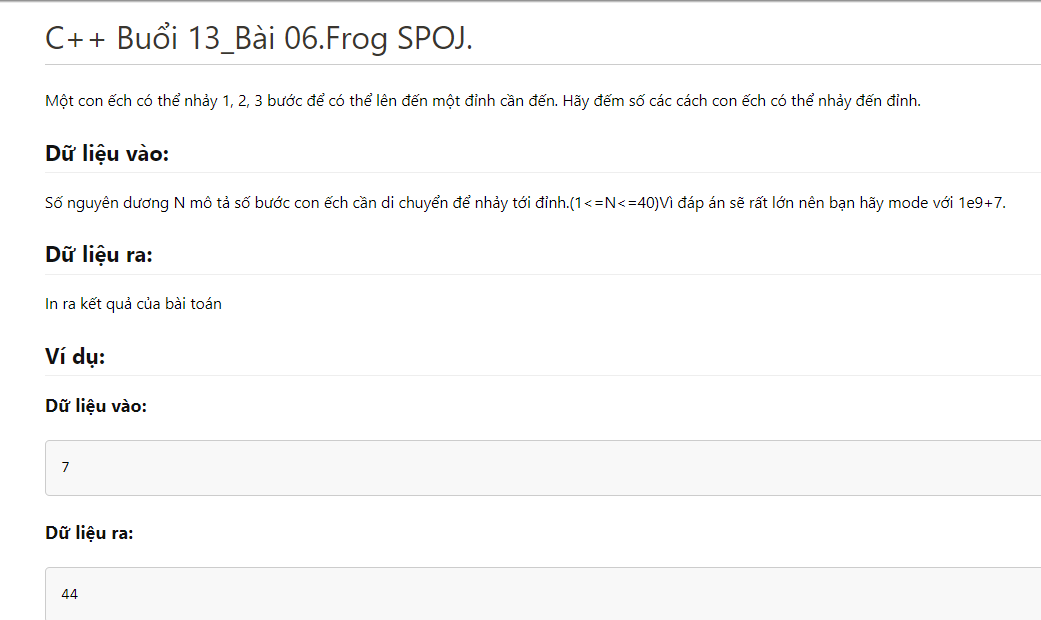 C++ Buổi 13_Bài 06.Frog SPOJ.
Một con ếch có thể nhảy 1, 2, 3 bước để có thể lên đến một đỉnh cần đến. Hãy đếm số các cách con ếch có thể nhảy đến đỉnh.
Dữ liệu vào:
Số nguyên dương N mô tả số bước con ếch cần di chuyển để nhảy tới đỉnh.(1<=N<=40)Vì đáp án sẽ rất lớn nên bạn hãy mode với 1e9+7.
Dữ liệu ra:
In ra kết quả của bài toán
Ví dụ:
Dữ liệu vào:
7
Dữ liệu ra:
44